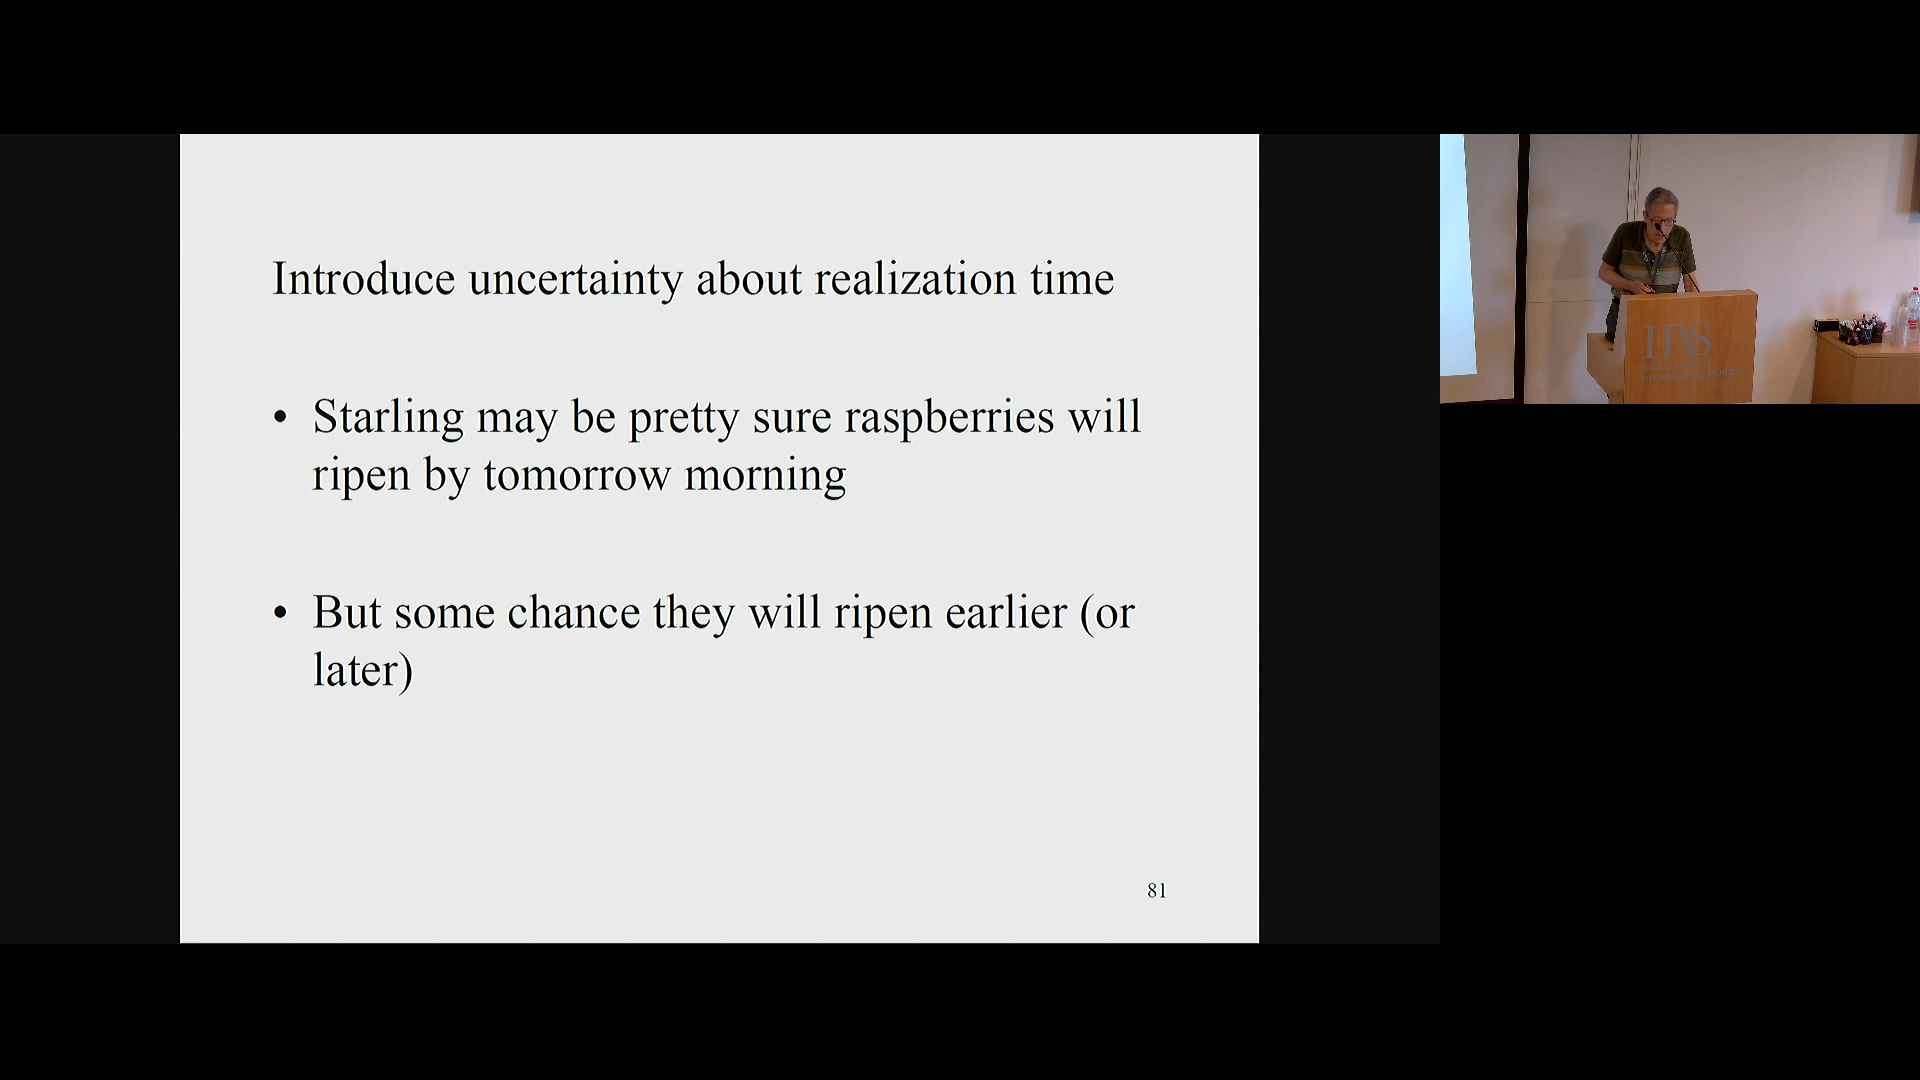 Introduce uncertainty about realization time
• Starling may be pretty sure raspberries will
ripen by tomorrow morning
• But some chance they will ripen earlier (or
later)
81
IIAS